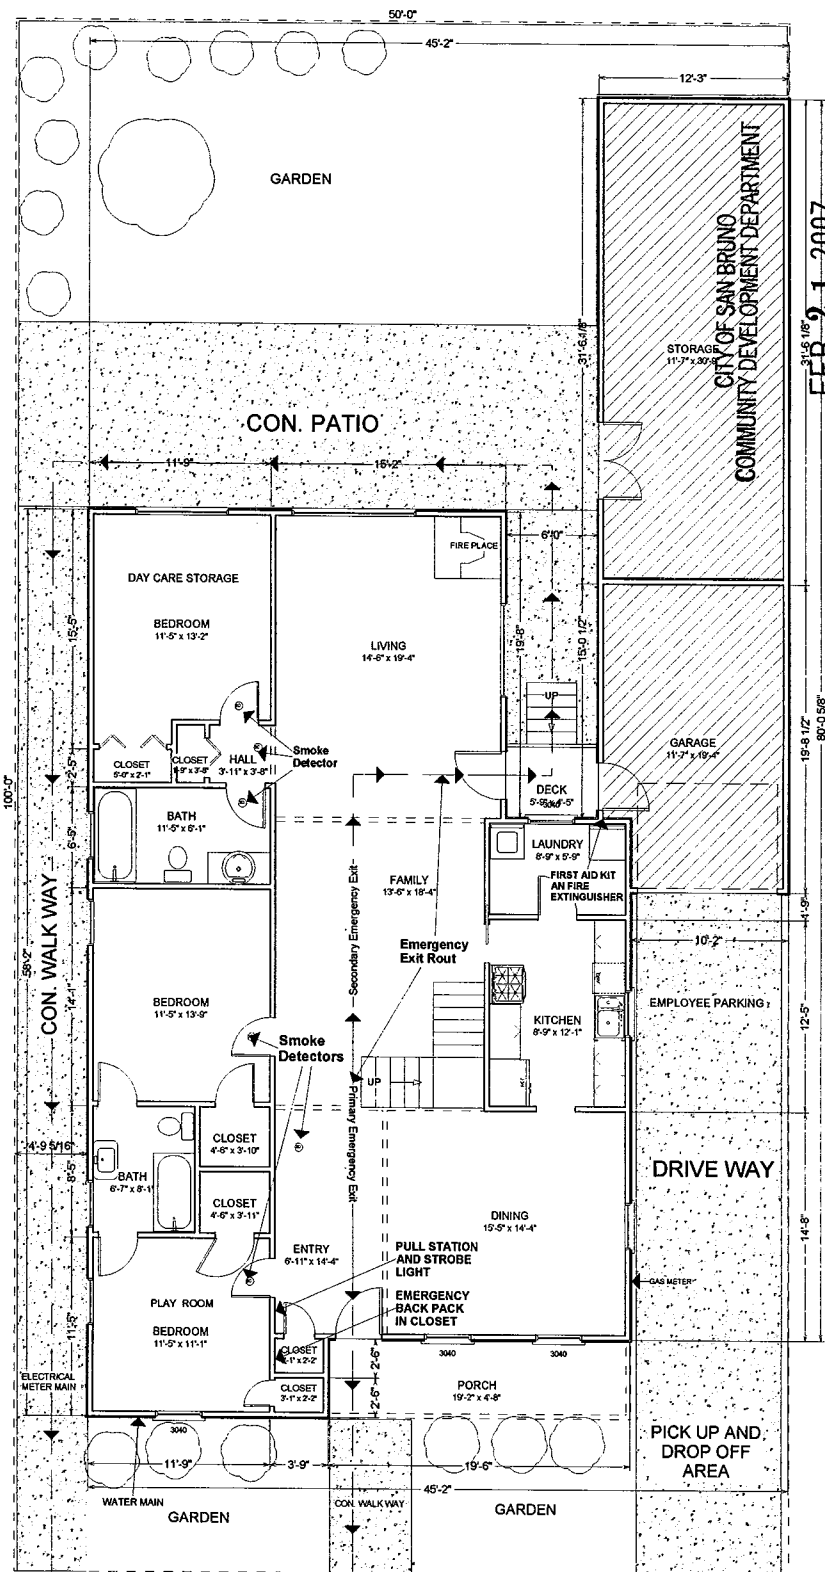 50'-0"
45'-2"
12'-3"
GARDEN
CITY OF SAN BRUNO
COMMUNITY DEVELOPMENT DEPARTMENT
FEB 21 2007
31'-6 1/8"
31'-6 1/8"
STORAGE
CON. PATIO
11'-9"
15'-2"
6'-0"
FIRE PLACE
DAY CARE STORAGE
BEDROOM
11'-5" x 13'-2"
LIVING
14'-6" x 19'-4"
15'-5"
19'-8"
15'-0 1/2"
UP
Smoke
Detector
CLOSET
5'-0" x 2'-1"
CLOSET
HALL
3'-11" x 3'-8"
2'-5"
GARAGE
11'-7" x 19'-4"
19'-8 1/2"
80'-0 5/8"
100'-0"
DECK
BATH
11'-5" x 6'-1"
6'-5"
LAUNDRY
8'-9" x 5'-9"
FIRST AID KIT
AN FIRE
EXTINGUISHER
FAMILY
13'-6" x 18'-4"
Secondary Emergency Exit
Emergency
Exit Rout
4'-9"
10'-2"
CON. WALK WAY
58'-2"
14'-1"
BEDROOM
11'-5" x 13'-9"
KITCHEN
8'-9" x 12'-1"
EMPLOYEE PARKING
12'-5"
Smoke
Detectors
UP
Primary Emergency Exit
CLOSET
4'-6" x 3'-10"
4'-9 5/16"
BATH
6'-7" x 8'-1"
8'-5"
CLOSET
4'-6" x 3'-11"
DRIVE WAY
DINING
15'-5" x 14'-4"
14'-8"
ENTRY
6'-11" x 14'-4"
PULL STATION
AND STROBE
LIGHT
GAS METER
PLAY ROOM
BEDROOM
11'-5" x 11'-1"
11'-5"
EMERGENCY
BACK PACK
IN CLOSET
CLOSET
3040
3040
2'-6"
ELECTRICAL
METER MAIN
CLOSET
3'-1" x 2'-2"
2'-6"
PORCH
19'-2" x 4'-8"
3040
PICK UP AND
DROP OFF
AREA
11'-9"
3'-9"
19'-6"
45'-2"
WATER MAIN
GARDEN
CON. WALK WAY
GARDEN